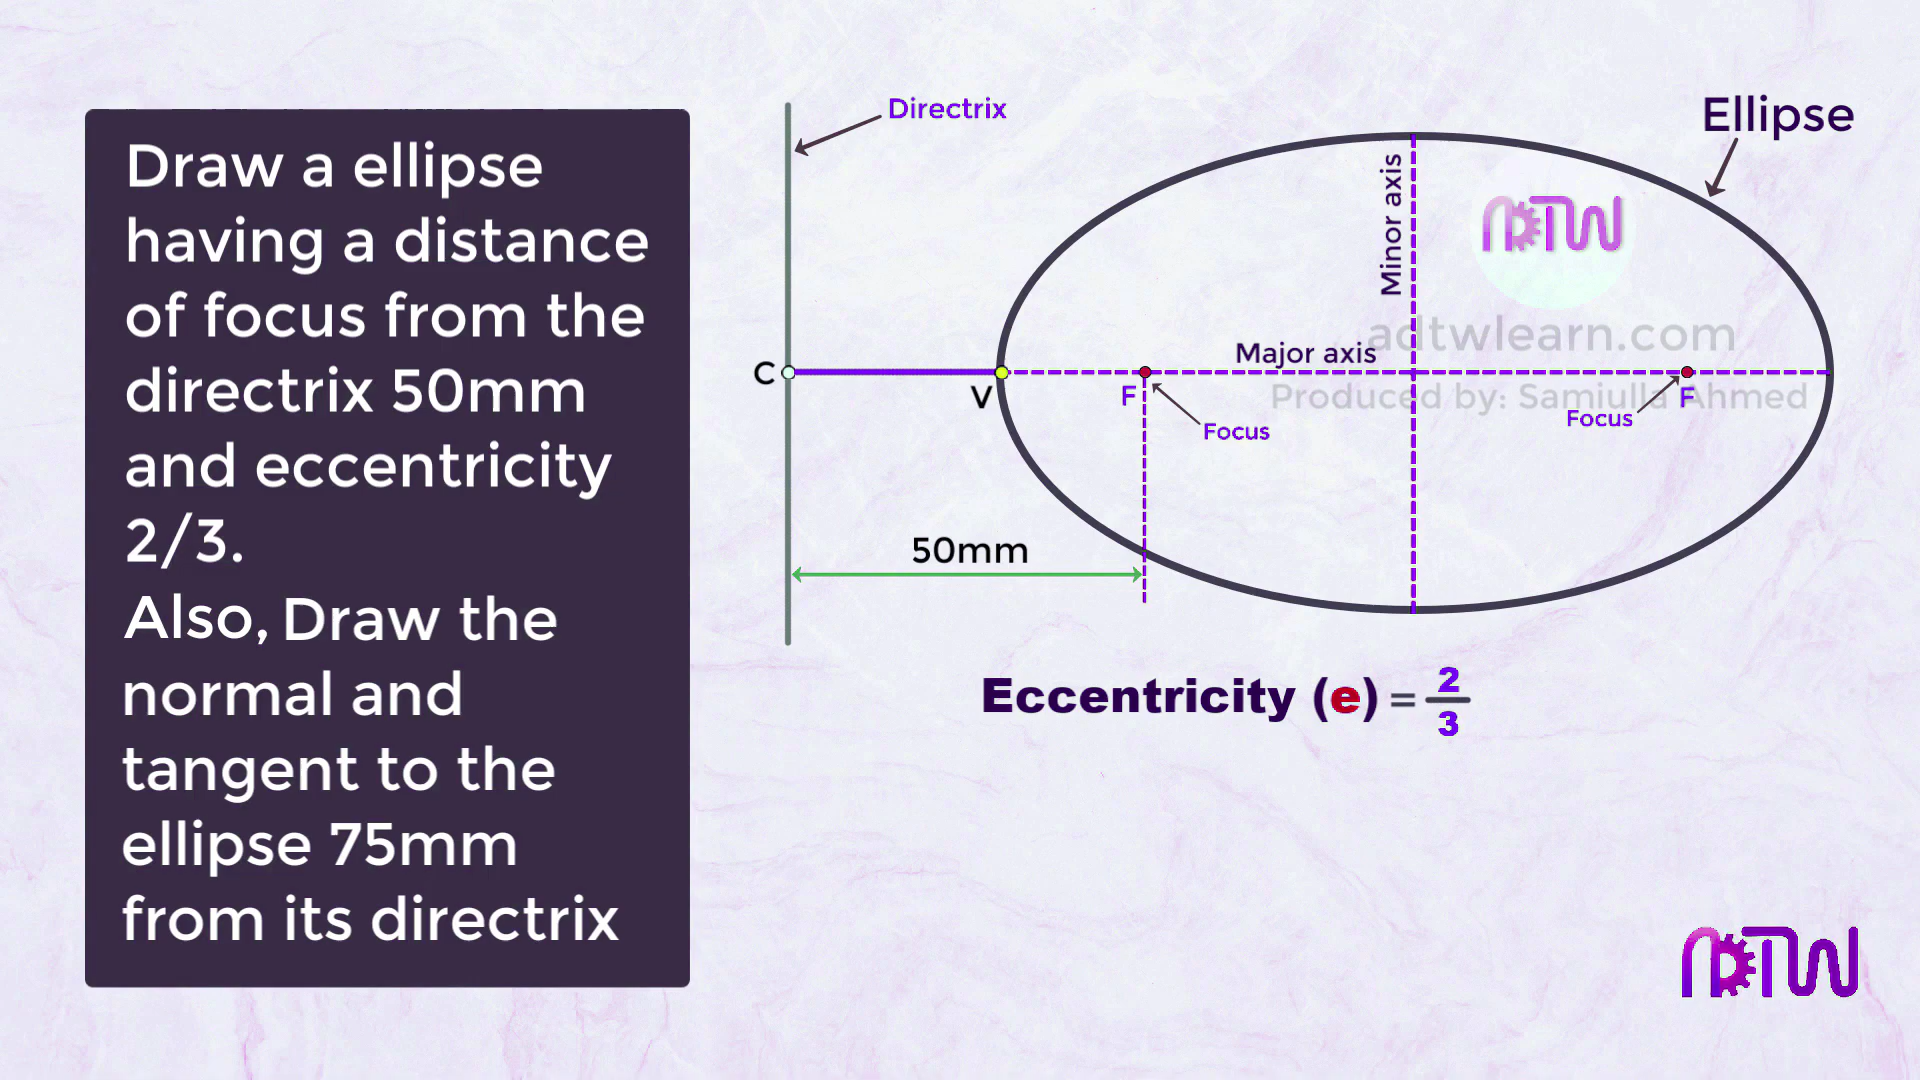 Draw a ellipse
having a distance
of focus from the
directrix 50mm
and eccentricity
2/3.
Also, Draw the
normal and
tangent to the
ellipse 75mm
from its directrix
Directrix
Ellipse
Minor axis
ADTW
adtwlearn.com
Major axis
C
V
F
Focus
Produced by: Samiulla Ahmed
F
Focus
50mm
Eccentricity (e) = 2/3
ADTW